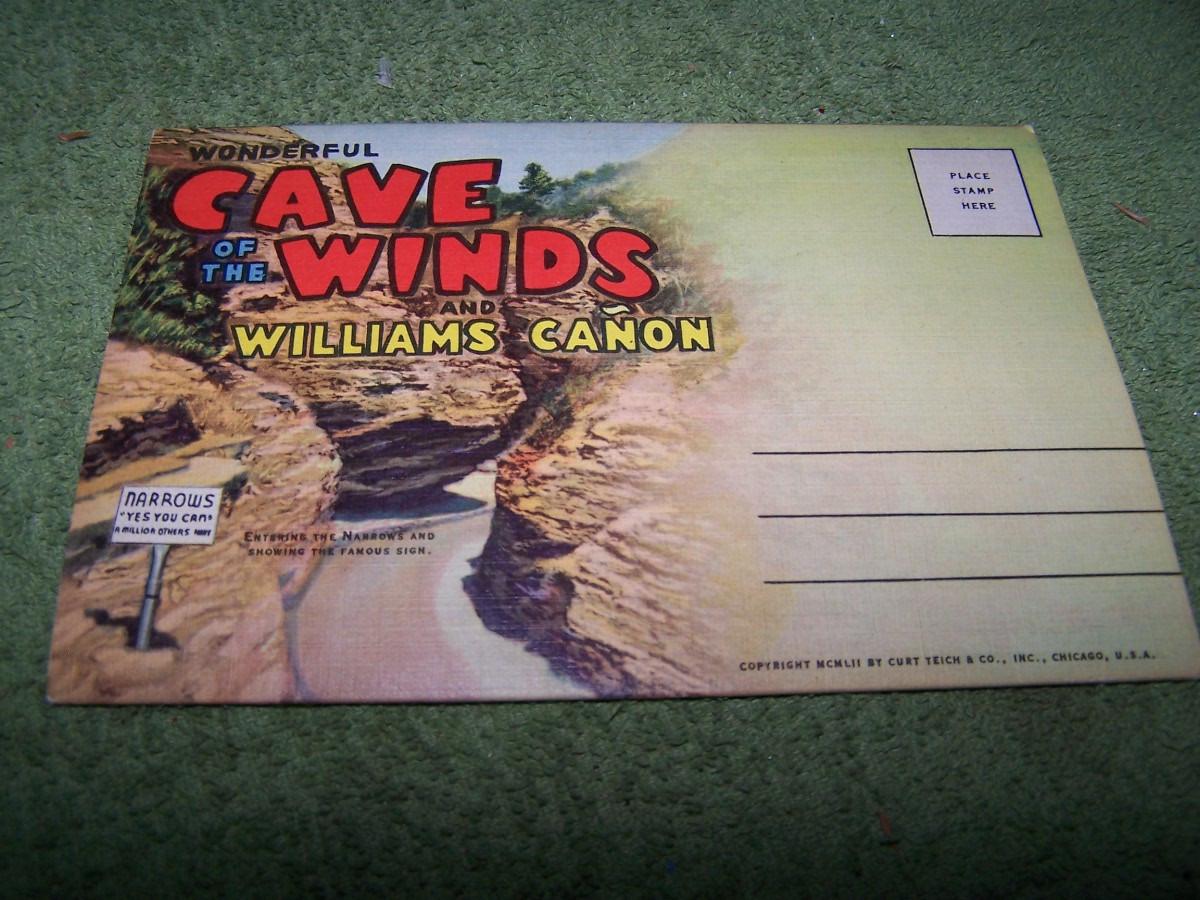 WONDERFUL
CAVE
OF THE WINDS
AND
WILLIAMS CAÑON
PLACE
STAMP
HERE
NARROWS
"YES YOU CAN"
A MILLION OTHERS HAVE
ENTERING THE NARROWS AND
SHOWING THE FAMOUS SIGN.
COPYRIGHT MCMLII BY CURT TEICH & CO., INC., CHICAGO, U.S.A.